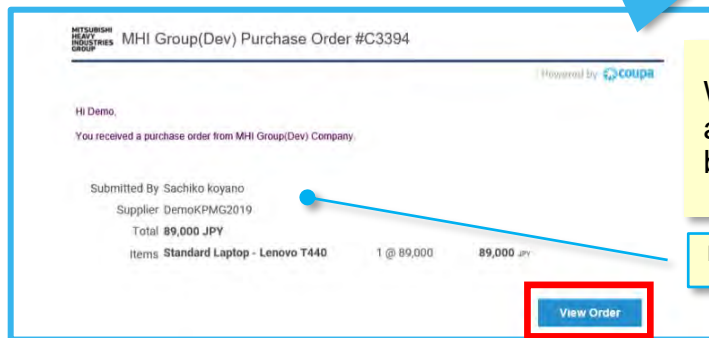 MITSUBISHI
HEAVY
INDUSTRIES
GROUP
MHI Group(Dev) Purchase Order #C3394
Powered by coupa
Hi Demo,
You received a purchase order from MHI Group(Dev) Company.
Submitted By Sachiko koyano
Supplier DemoKPMG2019
Total 89,000 JPY
Items Standard Laptop - Lenovo T440 1 @ 89,000 89,000 JPY
View Order